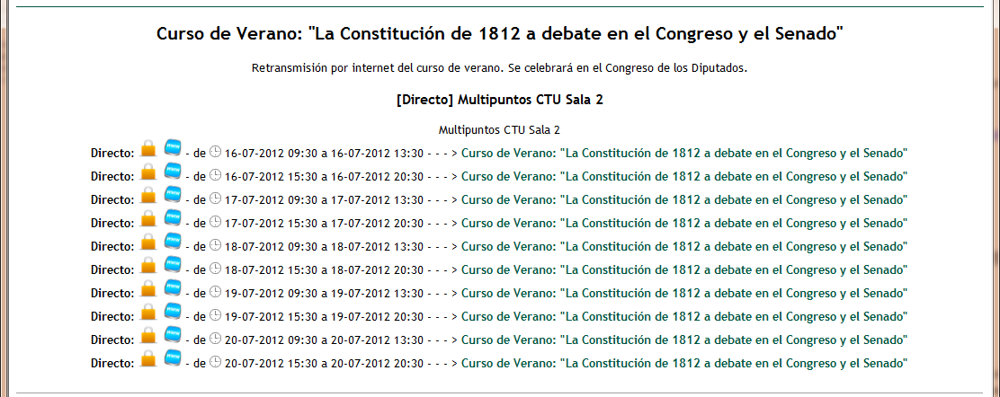 Curso de Verano: "La Constitución de 1812 a debate en el Congreso y el Senado"
Retransmisión por internet del curso de verano. Se celebrará en el Congreso de los Diputados.
[Directo] Multipuntos CTU Sala 2
Multipuntos CTU Sala 2
Directo: www - de 16-07-2012 09:30 a 16-07-2012 13:30 - - - > Curso de Verano: "La Constitución de 1812 a debate en el Congreso y el Senado"
Directo: www - de 16-07-2012 15:30 a 16-07-2012 20:30 - - - > Curso de Verano: "La Constitución de 1812 a debate en el Congreso y el Senado"
Directo: www - de 17-07-2012 09:30 a 17-07-2012 13:30 - - - > Curso de Verano: "La Constitución de 1812 a debate en el Congreso y el Senado"
Directo: www - de 17-07-2012 15:30 a 17-07-2012 20:30 - - - > Curso de Verano: "La Constitución de 1812 a debate en el Congreso y el Senado"
Directo: www - de 18-07-2012 09:30 a 18-07-2012 13:30 - - - > Curso de Verano: "La Constitución de 1812 a debate en el Congreso y el Senado"
Directo: www - de 18-07-2012 15:30 a 18-07-2012 20:30 - - - > Curso de Verano: "La Constitución de 1812 a debate en el Congreso y el Senado"
Directo: www - de 19-07-2012 09:30 a 19-07-2012 13:30 - - - > Curso de Verano: "La Constitución de 1812 a debate en el Congreso y el Senado"
Directo: www - de 19-07-2012 15:30 a 19-07-2012 20:30 - - - > Curso de Verano: "La Constitución de 1812 a debate en el Congreso y el Senado"
Directo: www - de 20-07-2012 09:30 a 20-07-2012 13:30 - - - > Curso de Verano: "La Constitución de 1812 a debate en el Congreso y el Senado"
Directo: www - de 20-07-2012 15:30 a 20-07-2012 20:30 - - - > Curso de Verano: "La Constitución de 1812 a debate en el Congreso y el Senado"